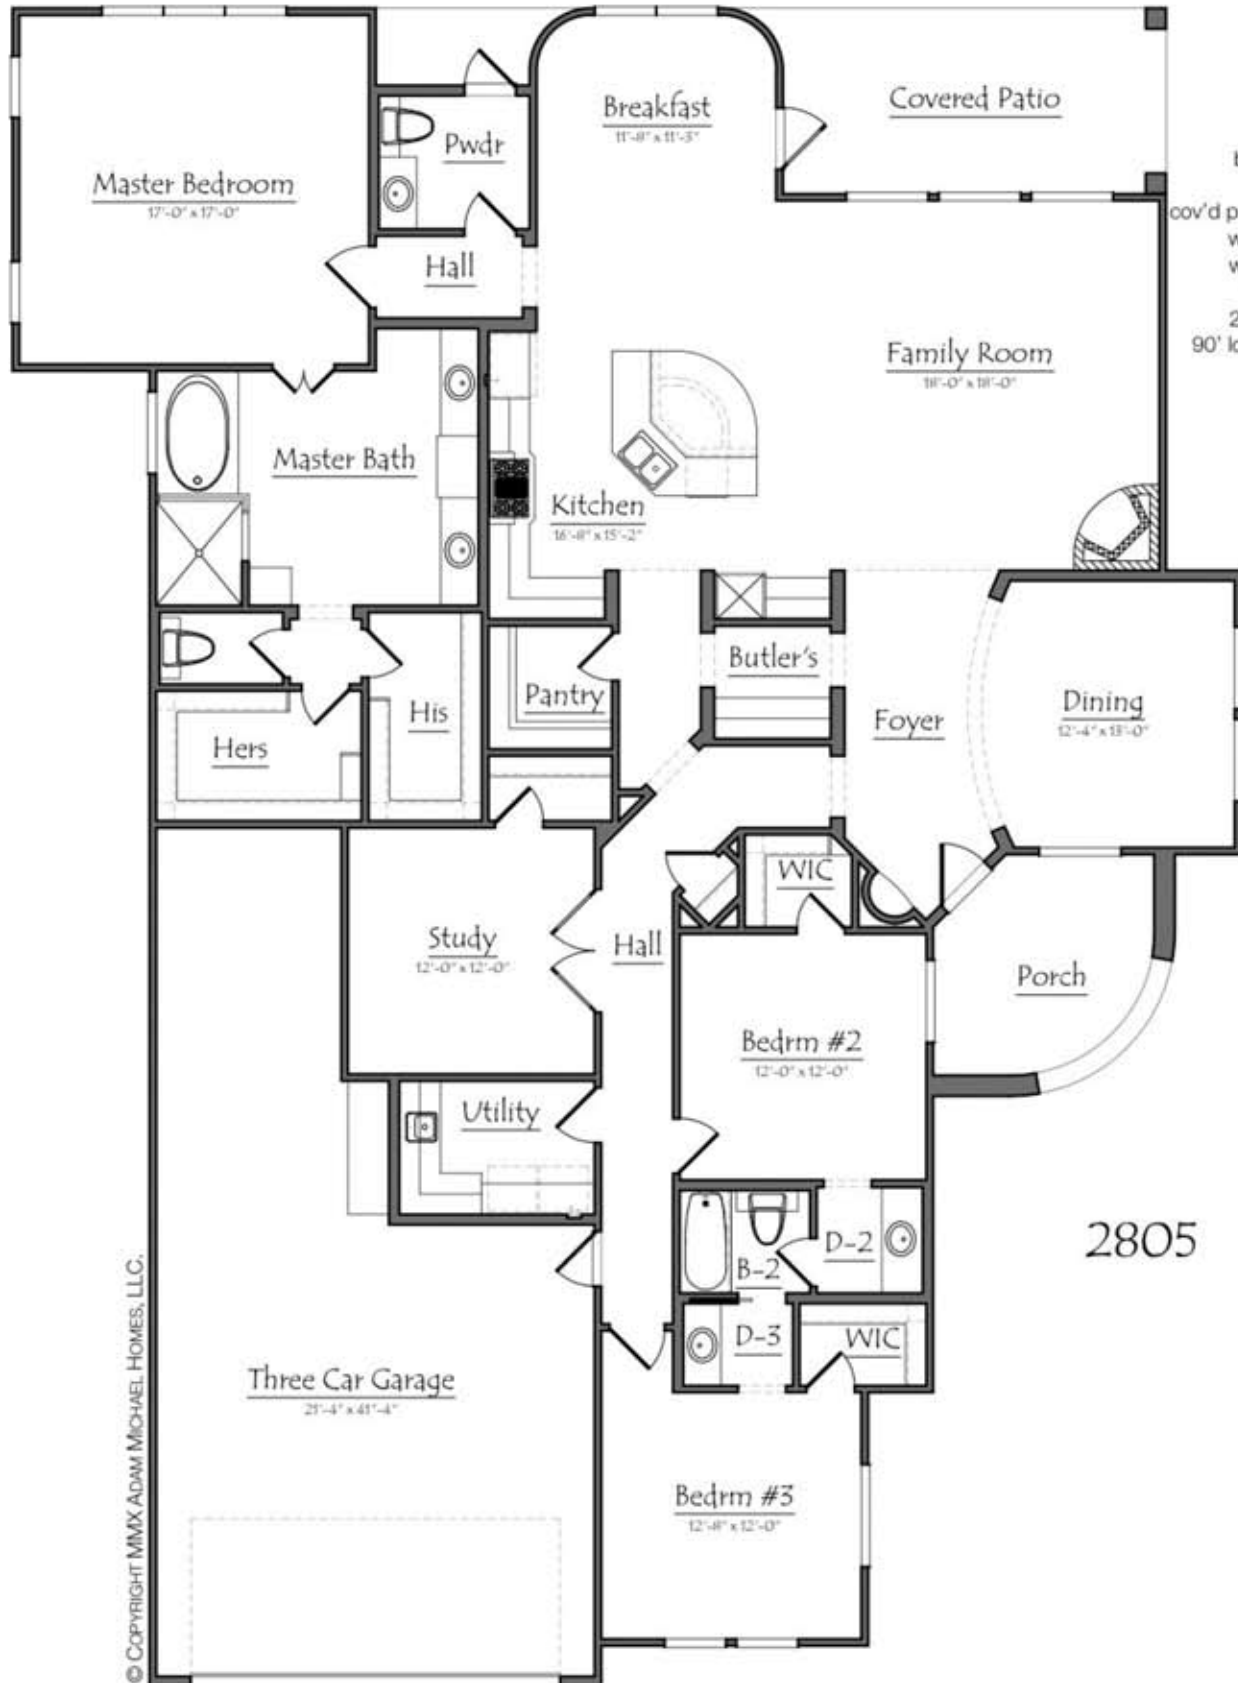 Covered Patio
Breakfast
11'-8" x 11'-3"
Pwdr
Master Bedroom
17'-0" x 17'-0"
cov'd p
w
w
2
90' lo
Hall
Family Room
18'-0" x 18'-0"
Master Bath
Kitchen
16'-8" x 15'-2"
Butler's
Pantry
His
Hers
Foyer
Dining
12'-4" x 13'-0"
WIC
Study
12'-0" x 12'-0"
Hall
Porch
Bedrm #2
12'-0" x 12'-0"
Utility
2805
D-2
B-2
D-3
WIC
Three Car Garage
21'-4" x 41'-4"
Bedrm #3
12'-8" x 12'-0"
© COPYRIGHT MMX ADAM MICHAEL HOMES, LLC.